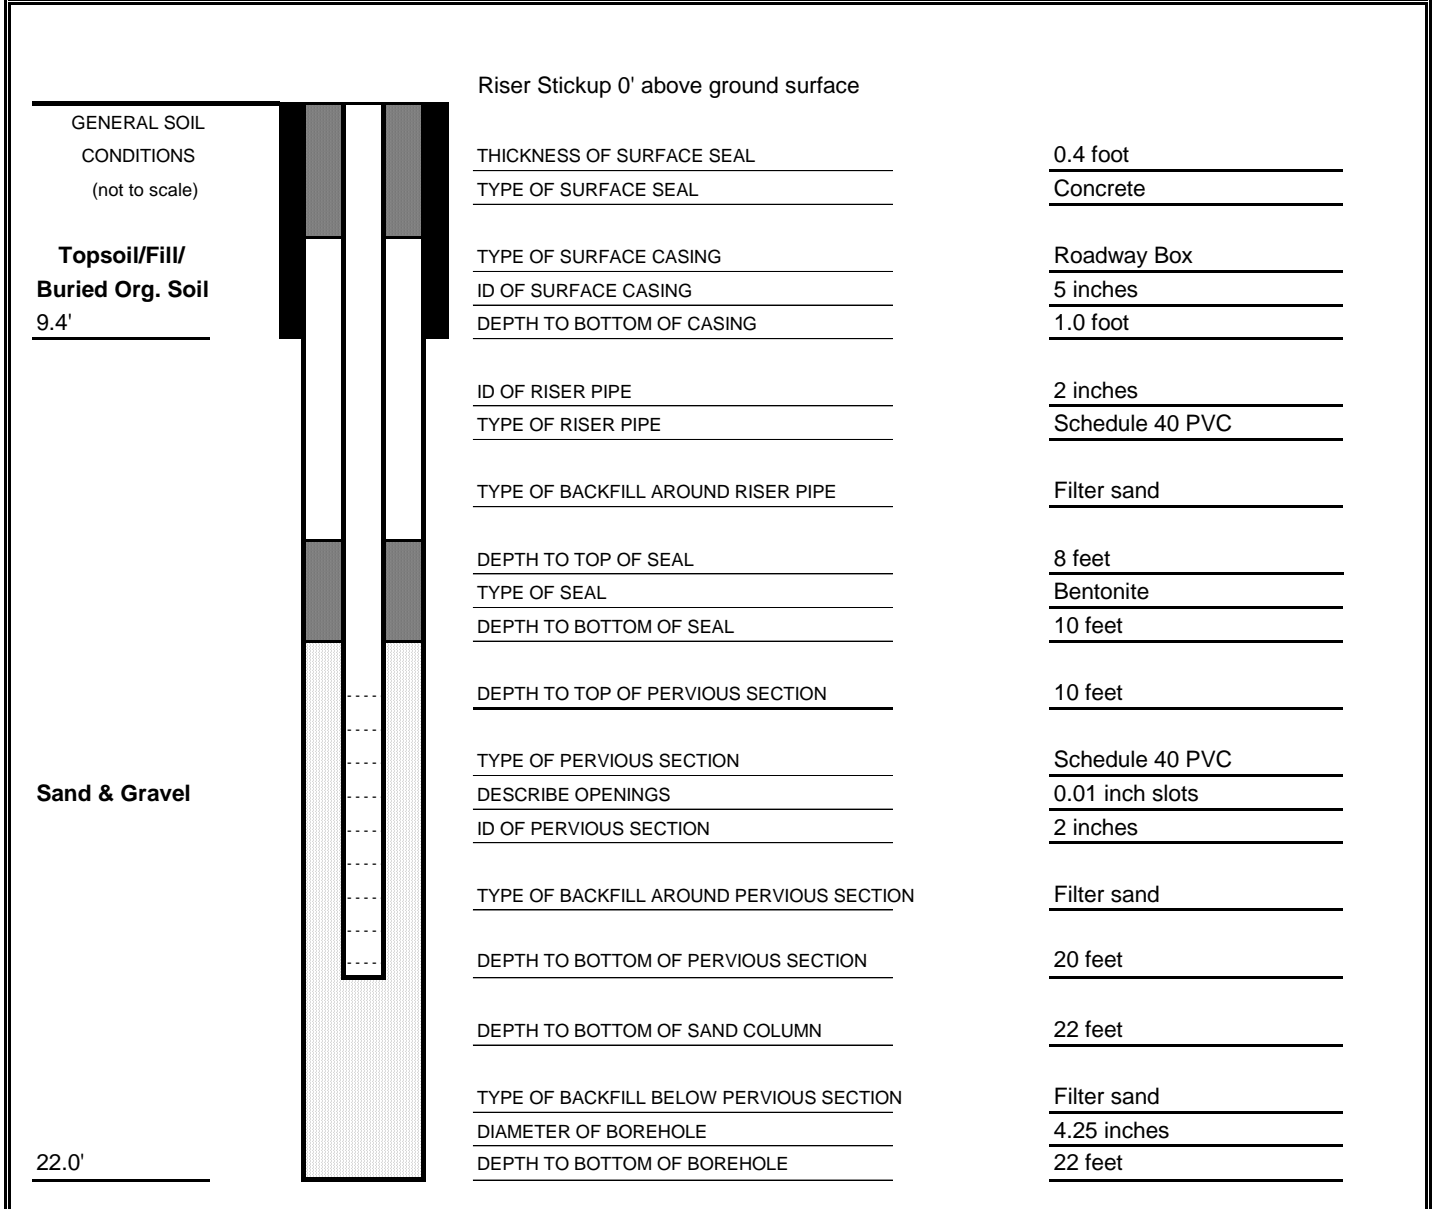 Riser Stickup 0' above ground surface
GENERAL SOIL
CONDITIONS
(not to scale)
THICKNESS OF SURFACE SEAL 0.4 foot
TYPE OF SURFACE SEAL Concrete
Topsoil/Fill/
Buried Org. Soil
9.4'
TYPE OF SURFACE CASING Roadway Box
ID OF SURFACE CASING 5 inches
DEPTH TO BOTTOM OF CASING 1.0 foot
ID OF RISER PIPE 2 inches
TYPE OF RISER PIPE Schedule 40 PVC
TYPE OF BACKFILL AROUND RISER PIPE Filter sand
DEPTH TO TOP OF SEAL 8 feet
TYPE OF SEAL Bentonite
DEPTH TO BOTTOM OF SEAL 10 feet
DEPTH TO TOP OF PERVIOUS SECTION 10 feet
TYPE OF PERVIOUS SECTION Schedule 40 PVC
Sand & Gravel
DESCRIBE OPENINGS 0.01 inch slots
ID OF PERVIOUS SECTION 2 inches
TYPE OF BACKFILL AROUND PERVIOUS SECTION Filter sand
DEPTH TO BOTTOM OF PERVIOUS SECTION 20 feet
DEPTH TO BOTTOM OF SAND COLUMN 22 feet
TYPE OF BACKFILL BELOW PERVIOUS SECTION Filter sand
DIAMETER OF BOREHOLE 4.25 inches
22.0'
DEPTH TO BOTTOM OF BOREHOLE 22 feet